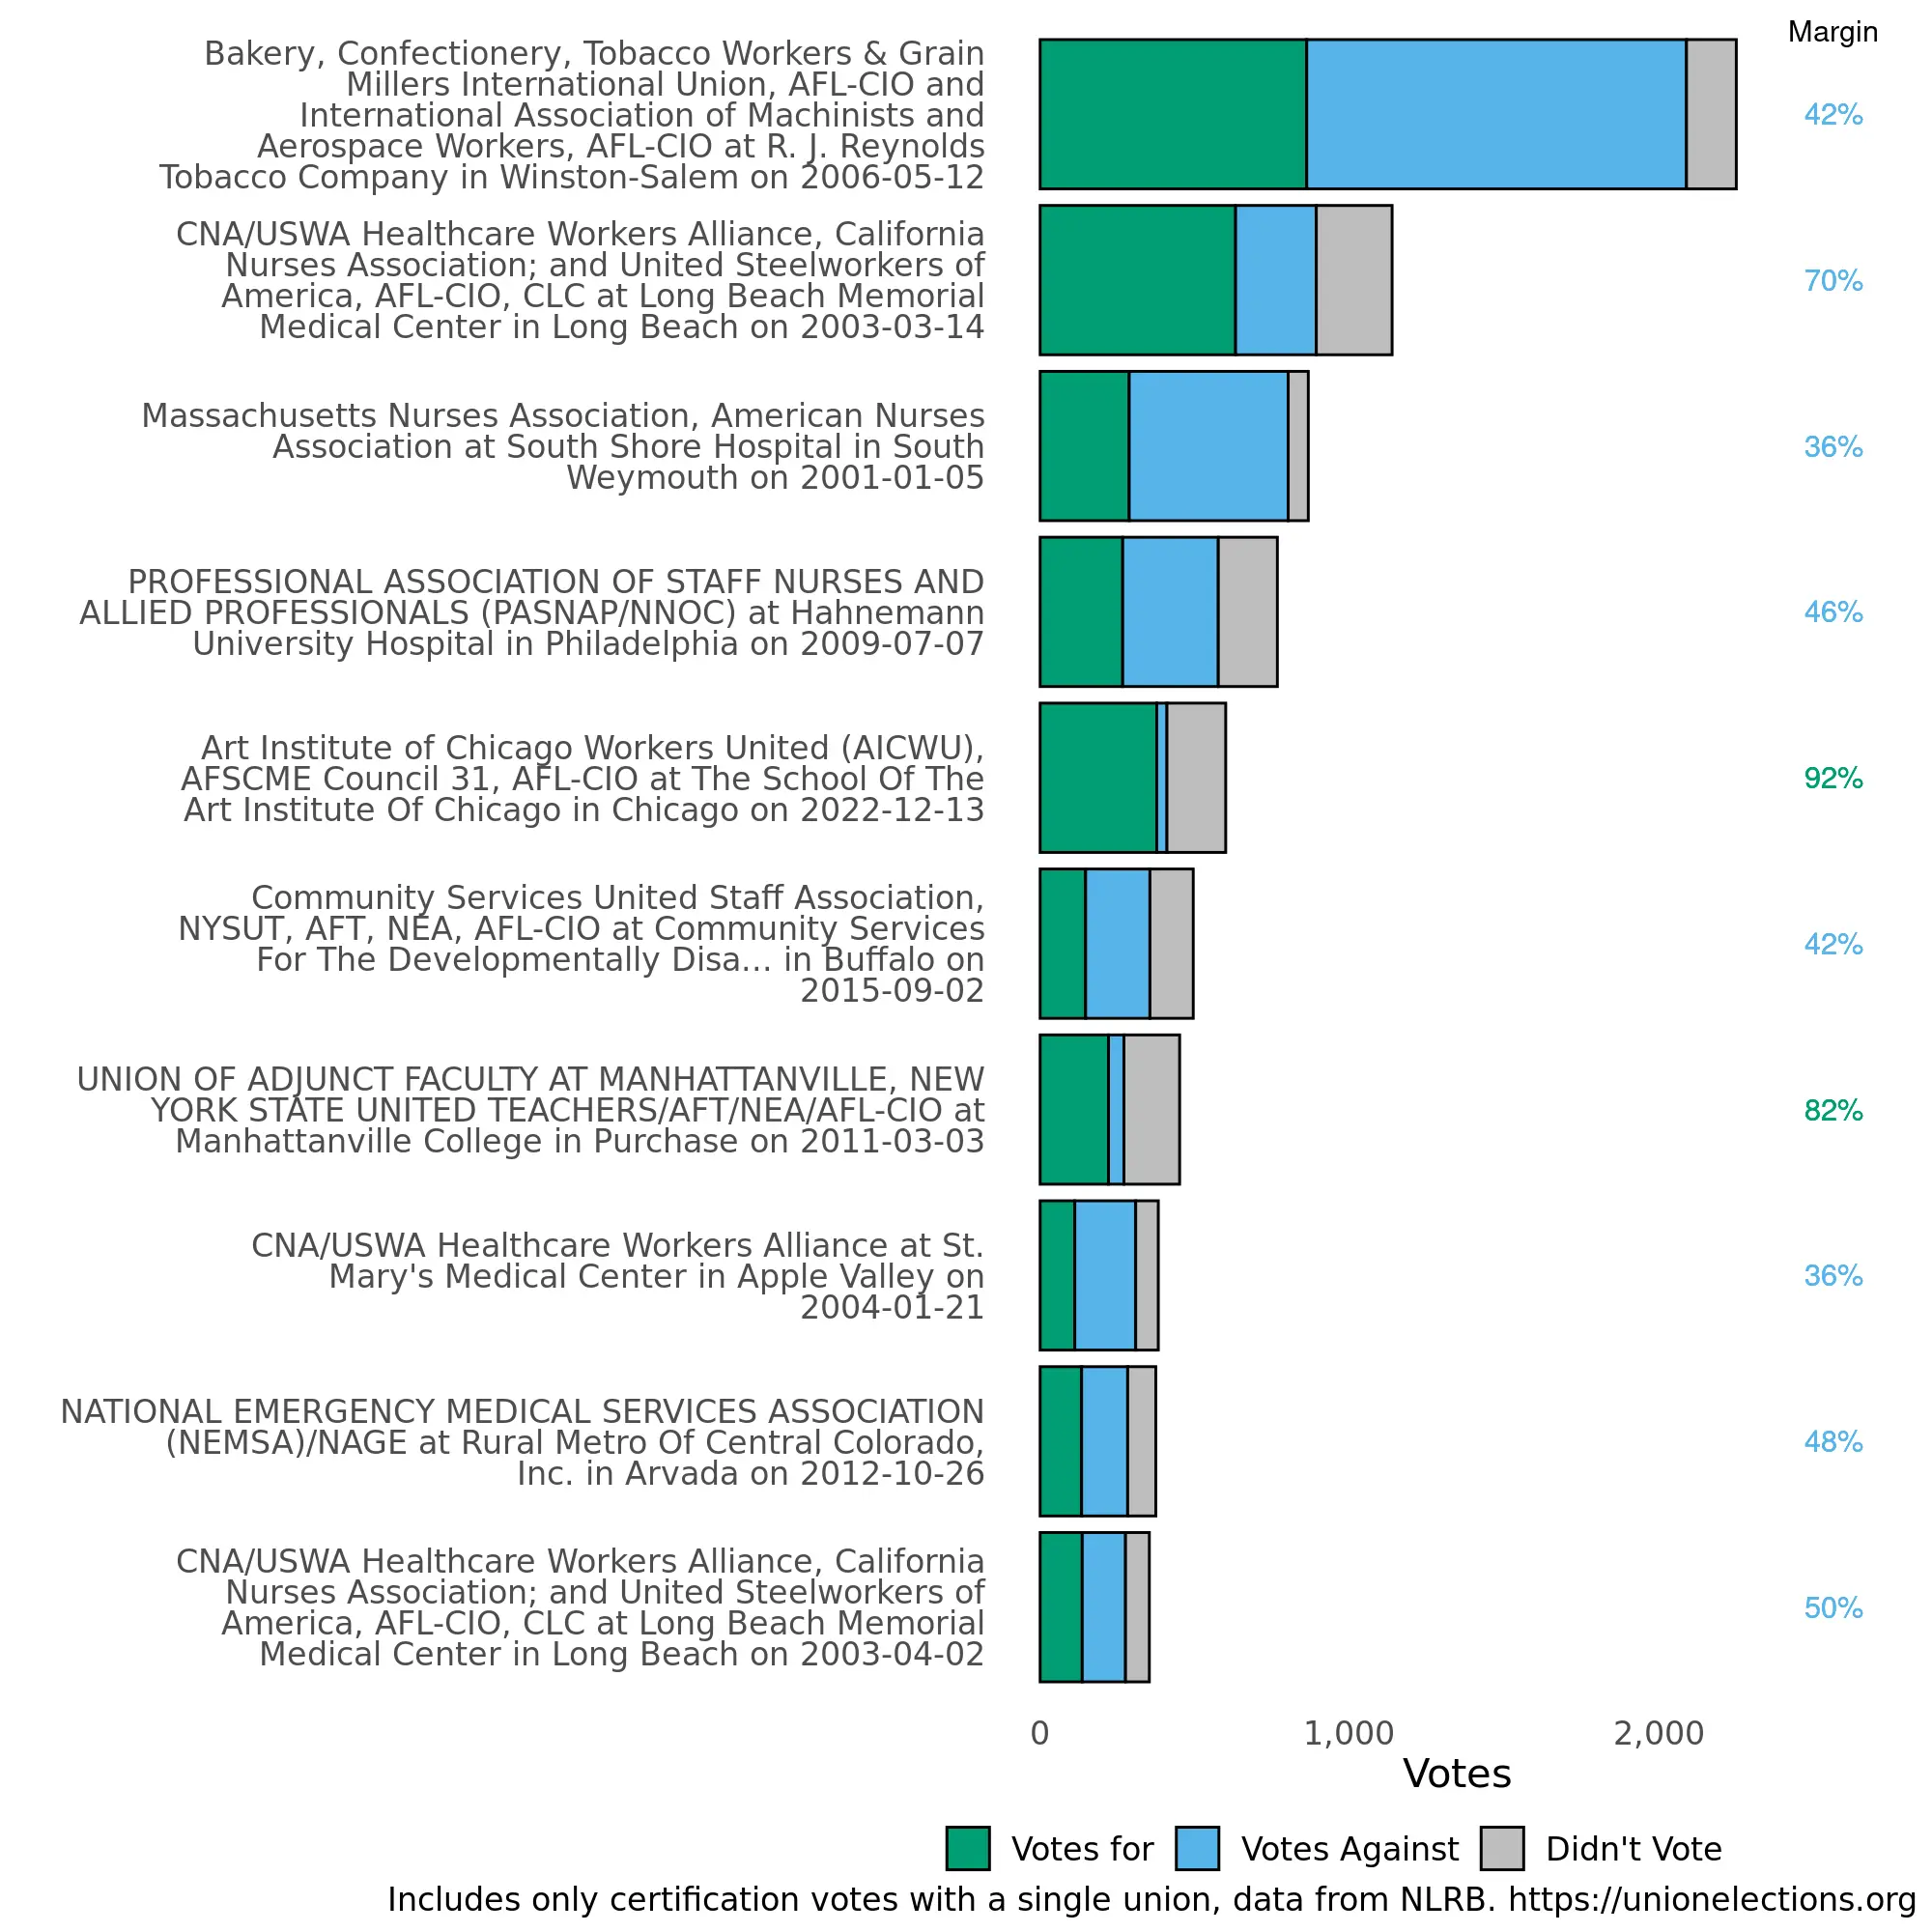 Margin
Bakery, Confectionery, Tobacco Workers & Grain
Millers International Union, AFL-CIO and
International Association of Machinists and
Aerospace Workers, AFL-CIO at R. J. Reynolds
Tobacco Company in Winston-Salem on 2006-05-12
42%
CNA/USWA Healthcare Workers Alliance, California
Nurses Association; and United Steelworkers of
America, AFL-CIO, CLC at Long Beach Memorial
Medical Center in Long Beach on 2003-03-14
70%
Massachusetts Nurses Association, American Nurses
Association at South Shore Hospital in South
Weymouth on 2001-01-05
36%
PROFESSIONAL ASSOCIATION OF STAFF NURSES AND
ALLIED PROFESSIONALS (PASNAP/NNOC) at Hahnemann
University Hospital in Philadelphia on 2009-07-07
46%
Art Institute of Chicago Workers United (AICWU),
AFSCME Council 31, AFL-CIO at The School Of The
Art Institute Of Chicago in Chicago on 2022-12-13
92%
Community Services United Staff Association,
NYSUT, AFT, NEA, AFL-CIO at Community Services
For The Developmentally Disa... in Buffalo on
2015-09-02
42%
UNION OF ADJUNCT FACULTY AT MANHATTANVILLE, NEW
YORK STATE UNITED TEACHERS/AFT/NEA/AFL-CIO at
Manhattanville College in Purchase on 2011-03-03
82%
CNA/USWA Healthcare Workers Alliance at St.
Mary's Medical Center in Apple Valley on
2004-01-21
36%
NATIONAL EMERGENCY MEDICAL SERVICES ASSOCIATION
(NEMSA)/NAGE at Rural Metro Of Central Colorado,
Inc. in Arvada on 2012-10-26
48%
CNA/USWA Healthcare Workers Alliance, California
Nurses Association; and United Steelworkers of
America, AFL-CIO, CLC at Long Beach Memorial
Medical Center in Long Beach on 2003-04-02
50%
0 1,000 2,000
Votes
Votes for Votes Against Didn't Vote
Includes only certification votes with a single union, data from NLRB. https://unionelections.org